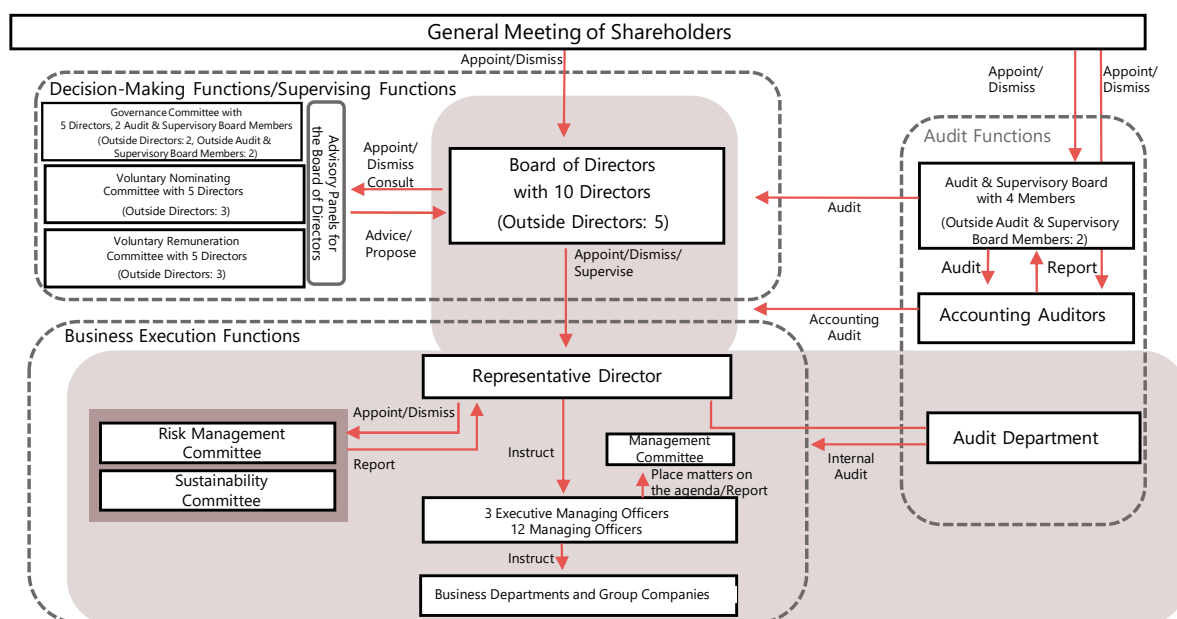 General Meeting of Shareholders
Appoint/Dismiss
Appoint/
Dismiss
Appoint/
Dismiss
Decision-Making Functions/Supervising Functions
Governance Committee with
5 Directors, 2 Audit & Supervisory Board Members
(Outside Directors: 2, Outside Audit &
Supervisory Board Members: 2)
Voluntary Nominating
Committee with 5 Directors
(Outside Directors: 3)
Voluntary Remuneration
Committee with 5 Directors
(Outside Directors: 3)
Advisory Panels for
the Board of Directors
Appoint/
Dismiss
Consult
Advice/
Propose
Board of Directors
with 10 Directors
(Outside Directors: 5)
Appoint/Dismiss/
Supervise
Audit
Audit Functions
Audit & Supervisory Board
with 4 Members
(Outside Audit & Supervisory
Board Members: 2)
Audit
Report
Accounting Auditors
Accounting
Audit
Business Execution Functions
Representative Director
Appoint/Dismiss
Risk Management
Committee
Report
Sustainability
Committee
Instruct
Management
Committee
Place matters on
the agenda/Report
Internal
Audit
Audit Department
3 Executive Managing Officers
12 Managing Officers
Instruct
Business Departments and Group Companies